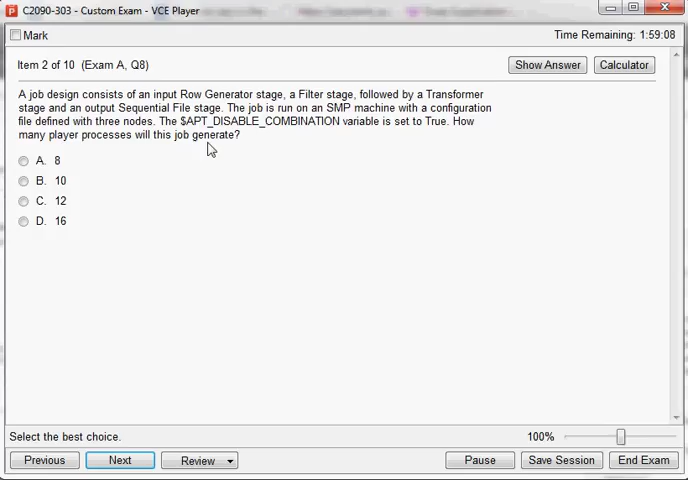 C2090-303 - Custom Exam - VCE Player
Mark
Time Remaining: 1:59:08
Item 2 of 10 (Exam A, Q8)
Show Answer
Calculator
A job design consists of an input Row Generator stage, a Filter stage, followed by a Transformer
stage and an output Sequential File stage. The job is run on an SMP machine with a configuration
file defined with three nodes. The $APT_DISABLE_COMBINATION variable is set to True. How
many player processes will this job generate?
A. 8
B. 10
C. 12
D. 16
Select the best choice.
100%
Previous
Next
Review
Pause
Save Session
End Exam